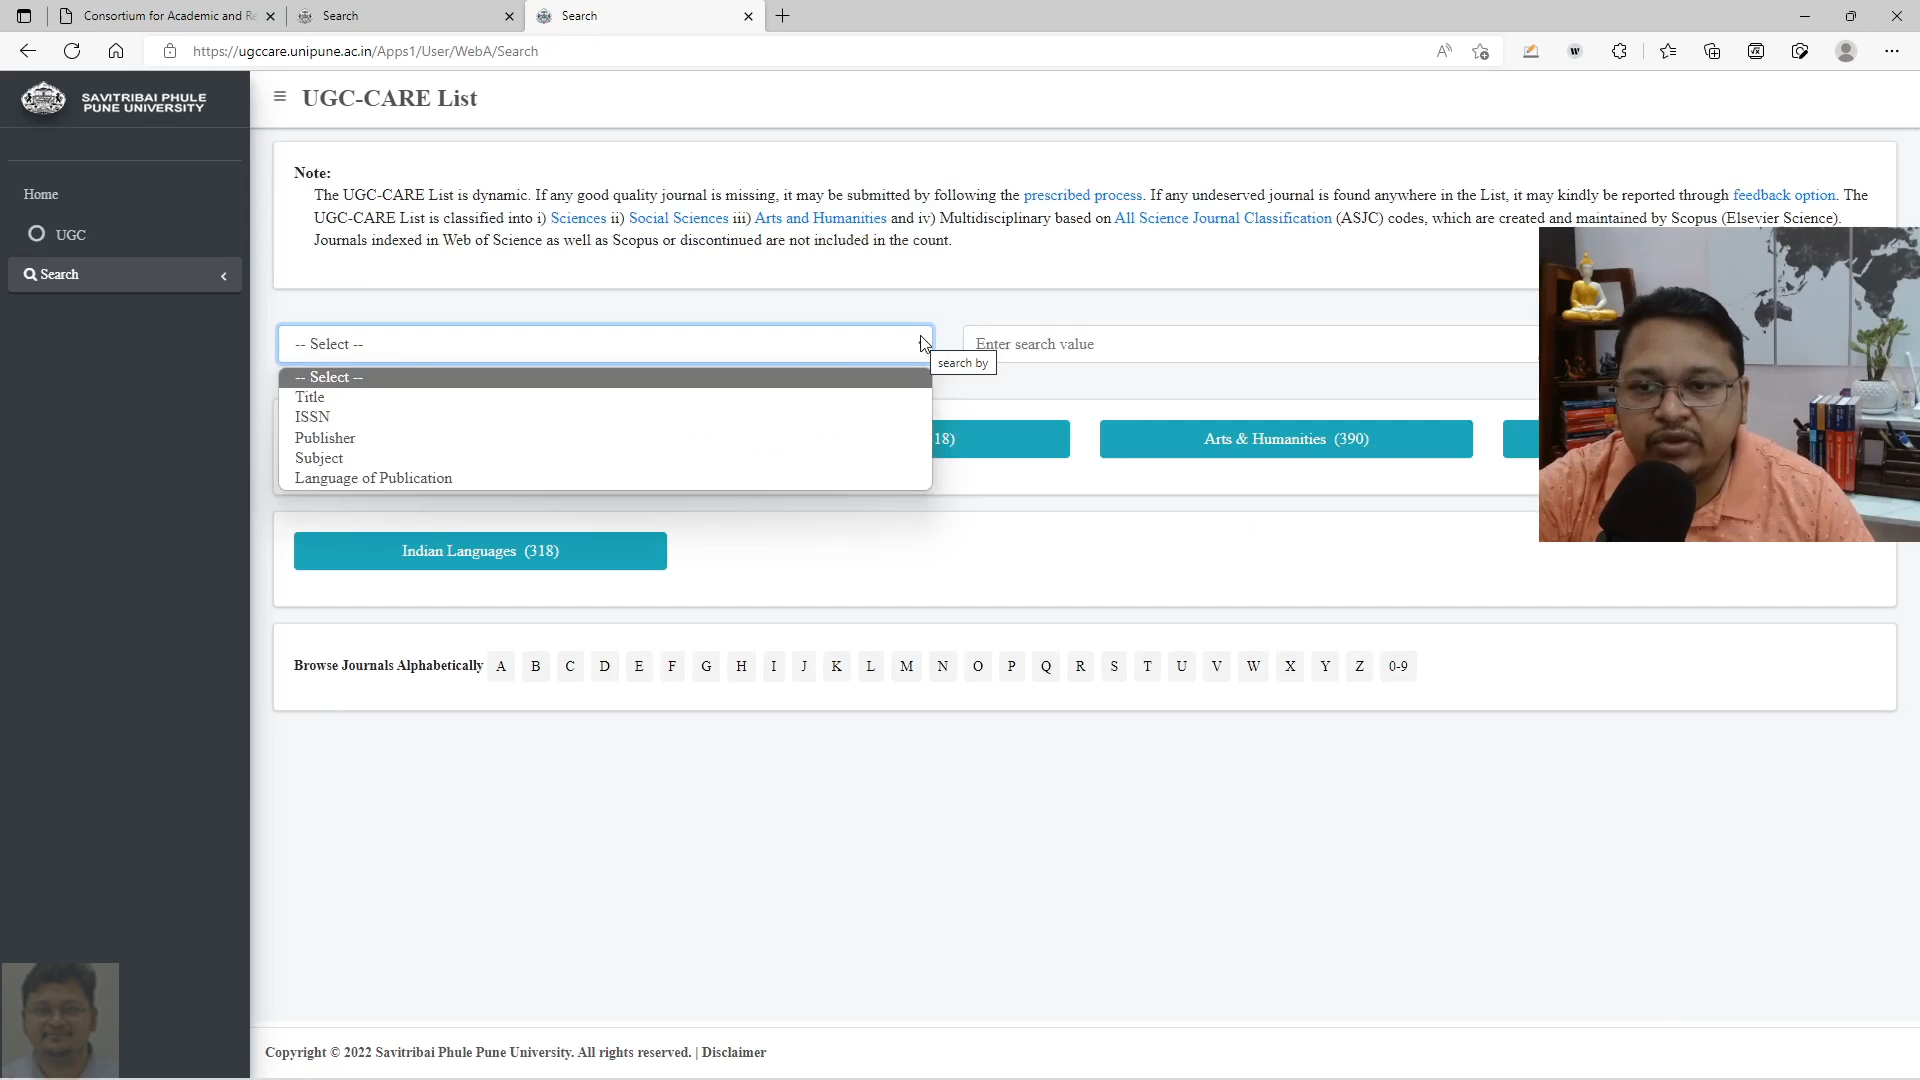 Consortium for Academic and Re
Search
Search
https://ugccare.unipune.ac.in/Apps1/User/WebA/Search
SAVITRIBAI PHULE
PUNE UNIVERSITY
UGC-CARE List
Home
UGC
Search
Note:
The UGC-CARE List is dynamic. If any good quality journal is missing, it may be submitted by following the prescribed process. If any undeserved journal is found anywhere in the List, it may kindly be reported through feedback option. The
UGC-CARE List is classified into i) Sciences ii) Social Sciences iii) Arts and Humanities and iv) Multidisciplinary based on All Science Journal Classification (ASJC) codes, which are created and maintained by Scopus (Elsevier Science).
Journals indexed in Web of Science as well as Scopus or discontinued are not included in the count.
-- Select --
Enter search value
search by
-- Select --
Title
ISSN
Publisher
Subject
Language of Publication
18)
Arts & Humanities (390)
Indian Languages (318)
Browse Journals Alphabetically A B C D E F G H I J K L M N O P Q R S T U V W X Y Z 0-9
Copyright © 2022 Savitribai Phule Pune University. All rights reserved. | Disclaimer